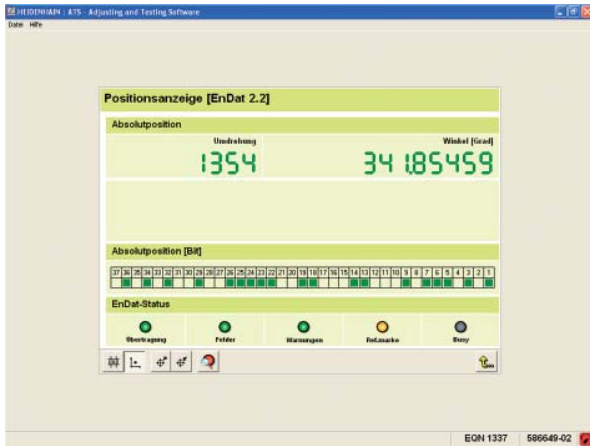 HEIDENHAIN : ATS - Adjusting and Testing Software
Datei Hilfe
Positionsanzeige [EnDat 2.2]
Absolutposition
Umdrehung Winkel [Grad]
1354 341.85459
Absolutposition [Bit]
37 36 35 34 33 32 31 30 29 28 27 26 25 24 23 22 21 20 19 18 17 16 15 14 13 12 11 10 9 8 7 6 5 4 3 2 1
EnDat-Status
Übertragung Fehler Warnungen Ref.marke Busy
EQN 1337 586649-02